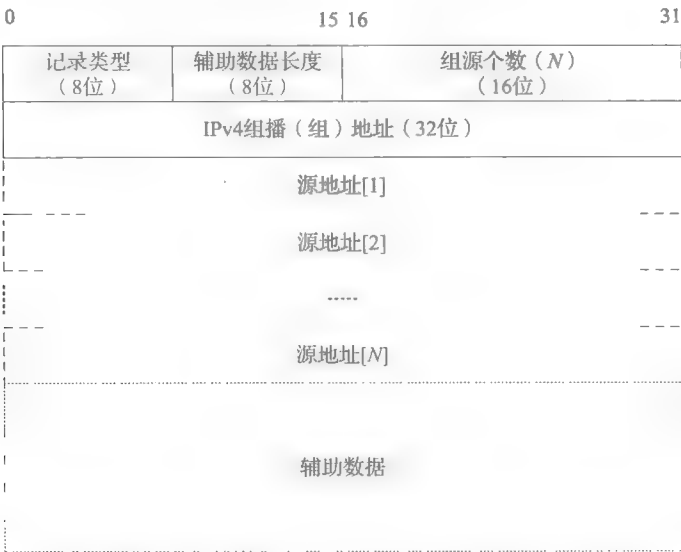 0 15 16 31
记录类型 辅助数据长度 组源个数（N）
（8位） （8位） （16位）
IPv4组播（组）地址（32位）
源地址[1]
源地址[2]
.....
源地址[N]
辅助数据